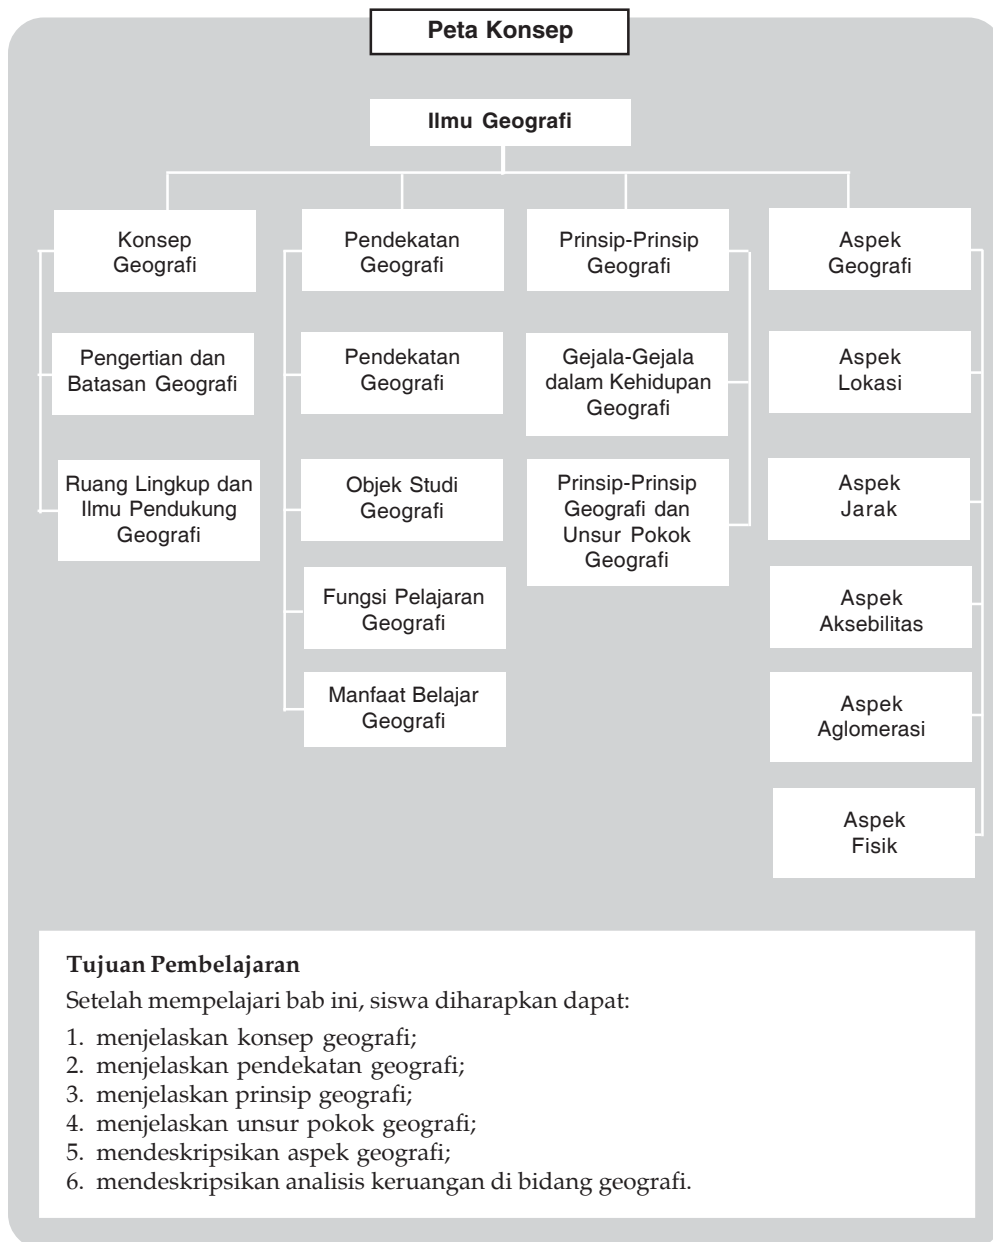 Peta Konsep
Ilmu Geografi
Konsep
Geografi
Pengertian dan
Batasan Geografi
Ruang Lingkup dan
Ilmu Pendukung
Geografi
Pendekatan
Geografi
Pendekatan
Geografi
Objek Studi
Geografi
Fungsi Pelajaran
Geografi
Manfaat Belajar
Geografi
Prinsip-Prinsip
Geografi
Gejala-Gejala
dalam Kehidupan
Geografi
Prinsip-Prinsip
Geografi dan
Unsur Pokok
Geografi
Aspek
Geografi
Aspek
Lokasi
Aspek
Jarak
Aspek
Aksebilitas
Aspek
Aglomerasi
Aspek
Fisik
Tujuan Pembelajaran
Setelah mempelajari bab ini, siswa diharapkan dapat:
1. menjelaskan konsep geografi;
2. menjelaskan pendekatan geografi;
3. menjelaskan prinsip geografi;
4. menjelaskan unsur pokok geografi;
5. mendeskripsikan aspek geografi;
6. mendeskripsikan analisis keruangan di bidang geografi.